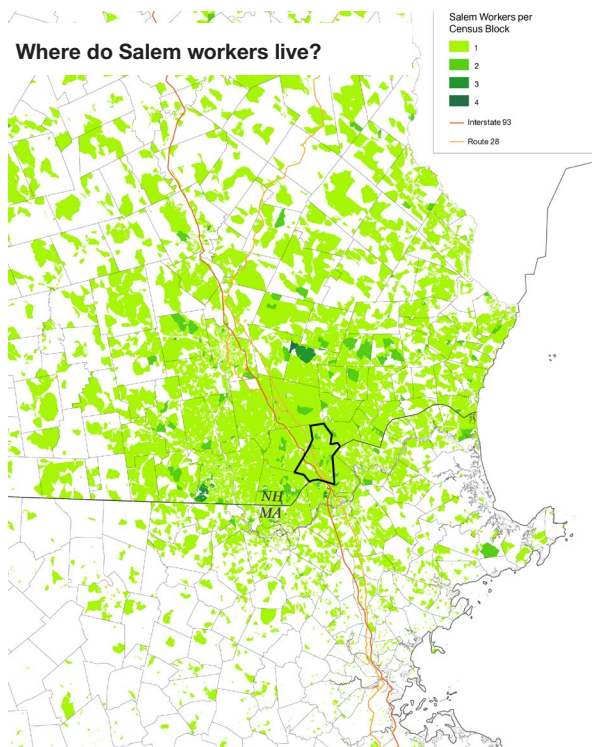 Where do Salem workers live?
Salem Workers per
Census Block
1
2
3
4
Interstate 93
Route 28
NH
MA